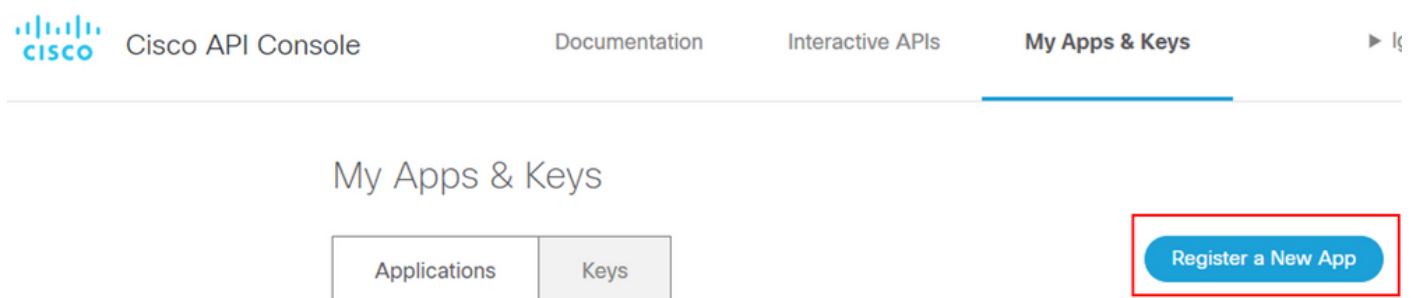 CISCO
Cisco API Console
Documentation
Interactive APIs
My Apps & Keys
My Apps & Keys
Applications
Keys
Register a New App